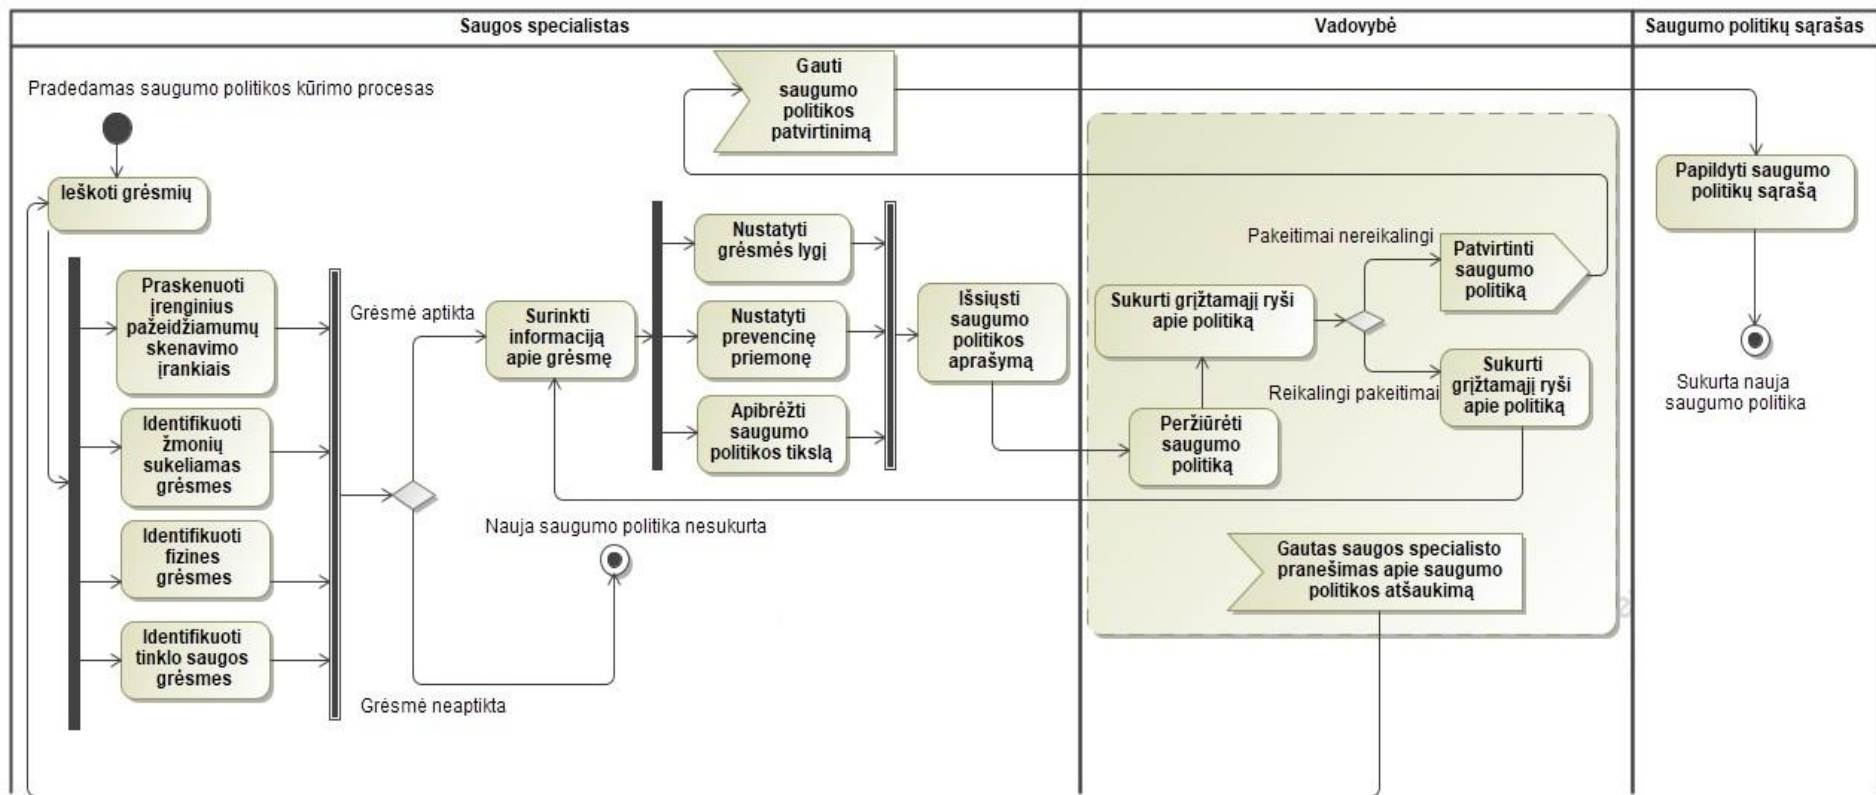 Saugos specialistas
Vadovybė
Saugumo politikų sąrašas
Pradedamas saugumo politikos kūrimo procesas
Ieškoti grėsmių
Praskenuoti
įrenginius
pažeidžiamumų
skenavimo
įrankiais
Identifikuoti
žmonių
sukeliamas
grėsmes
Identifikuoti
fizines
grėsmes
Identifikuoti
tinklo saugos
grėsmes
Grėsmė aptikta
Grėsmė neaptikta
Surinkti
informaciją
apie grėsmę
Nauja saugumo politika nesukurta
Gauti
saugumo
politikos
patvirtinimą
Nustatyti
grėsmės lygį
Nustatyti
prevencinę
priemonę
Apibrėžti
saugumo
politikos tikslą
Išsiųsti
saugumo
politikos
aprašymą
Sukurti grįžtamąjį ryši
apie politiką
Peržiūrėti
saugumo
politiką
Pakeitimai nereikalingi
Patvirtinti
saugumo
politiką
Reikalingi pakeitimai
Sukurti
grįžtamąjį ryši
apie politiką
Gautas saugos specialisto
pranešimas apie saugumo
politikos atšaukimą
Papildyti saugumo
politikų sąrašą
Sukurta nauja
saugumo politika